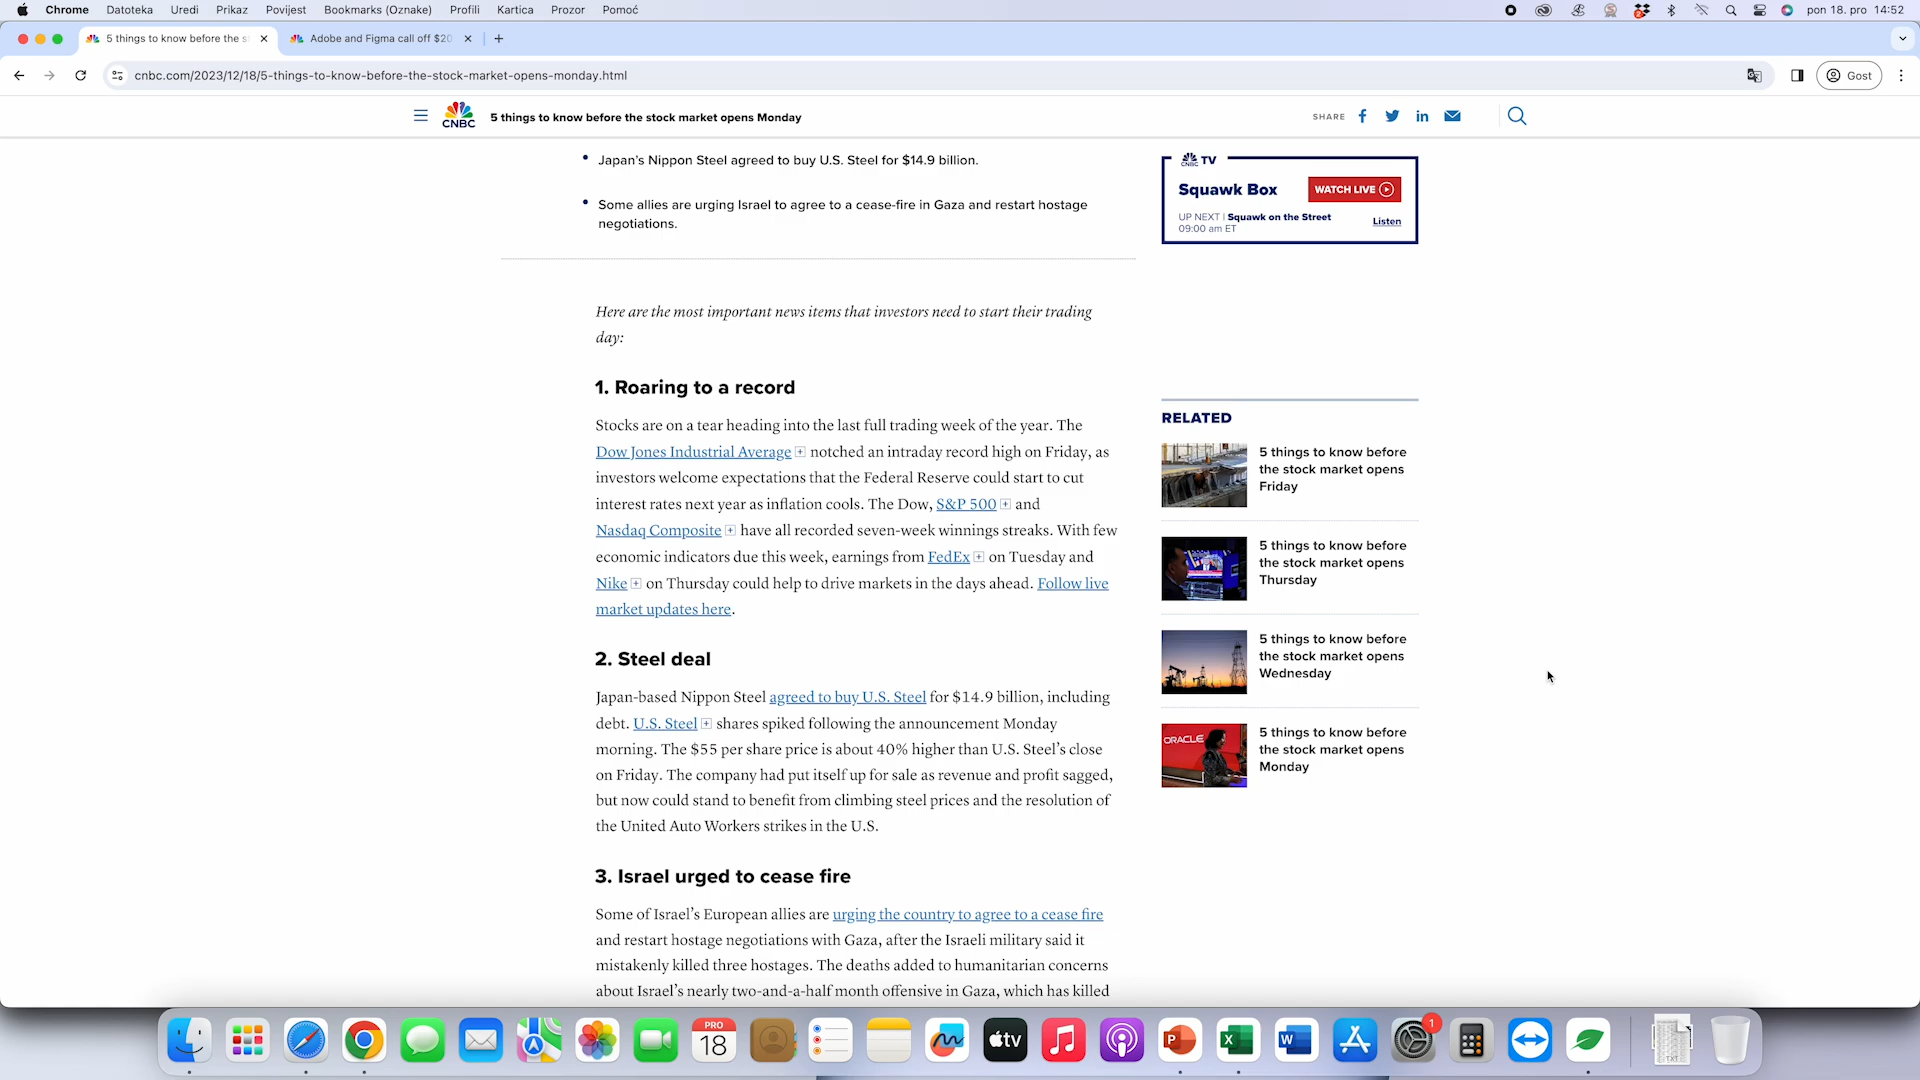 Chrome Datoteka Uredi Prikaz Povijest Bookmarks (Oznake) Profili Kartica Prozor Pomoć
pon 18. pro 14:52
5 things to know before the s
Adobe and Figma call off $20
cnbc.com/2023/12/18/5-things-to-know-before-the-stock-market-opens-monday.html
Gost
CNBC
5 things to know before the stock market opens Monday
SHARE
Japan's Nippon Steel agreed to buy U.S. Steel for $14.9 billion.
Some allies are urging Israel to agree to a cease-fire in Gaza and restart hostage
negotiations.
Here are the most important news items that investors need to start their trading
day:
1. Roaring to a record
Stocks are on a tear heading into the last full trading week of the year. The
Dow Jones Industrial Average notched an intraday record high on Friday, as
investors welcome expectations that the Federal Reserve could start to cut
interest rates next year as inflation cools. The Dow, S&P 500 and
Nasdaq Composite have all recorded seven-week winnings streaks. With few
economic indicators due this week, earnings from FedEx on Tuesday and
Nike on Thursday could help to drive markets in the days ahead. Follow live
market updates here.
2. Steel deal
Japan-based Nippon Steel agreed to buy U.S. Steel for $14.9 billion, including
debt. U.S. Steel shares spiked following the announcement Monday
morning. The $55 per share price is about 40% higher than U.S. Steel's close
on Friday. The company had put itself up for sale as revenue and profit sagged,
but now could stand to benefit from climbing steel prices and the resolution of
the United Auto Workers strikes in the U.S.
3. Israel urged to cease fire
Some of Israel's European allies are urging the country to agree to a cease fire
and restart hostage negotiations with Gaza, after the Israeli military said it
mistakenly killed three hostages. The deaths added to humanitarian concerns
about Israel's nearly two-and-a-half month offensive in Gaza, which has killed
CNBC TV
Squawk Box
WATCH LIVE
UP NEXT | Squawk on the Street
09:00 am ET
Listen
RELATED
5 things to know before
the stock market opens
Friday
5 things to know before
the stock market opens
Thursday
5 things to know before
the stock market opens
Wednesday
ORACLE
5 things to know before
the stock market opens
Monday
PRO
18
tv
P
X
W
1
TXT